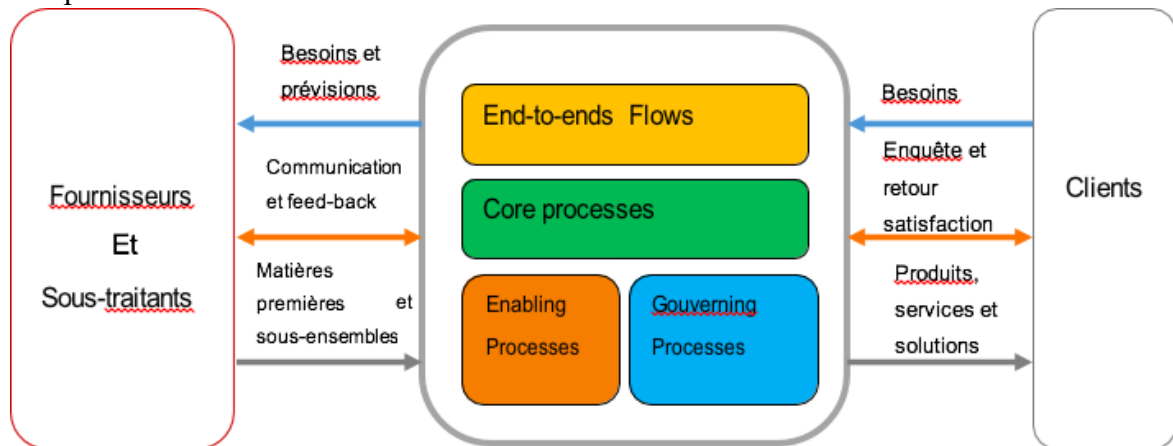 Fournisseurs
Et
Sous-traitants
Besoins et
prévisions
Communication
et feed-back
Matières
premières et
sous-ensembles
End-to-ends Flows
Core processes
Enabling
Processes
Gouverning
Processes
Besoins
Enquête et
retour
satisfaction
Produits,
services et
solutions
Clients